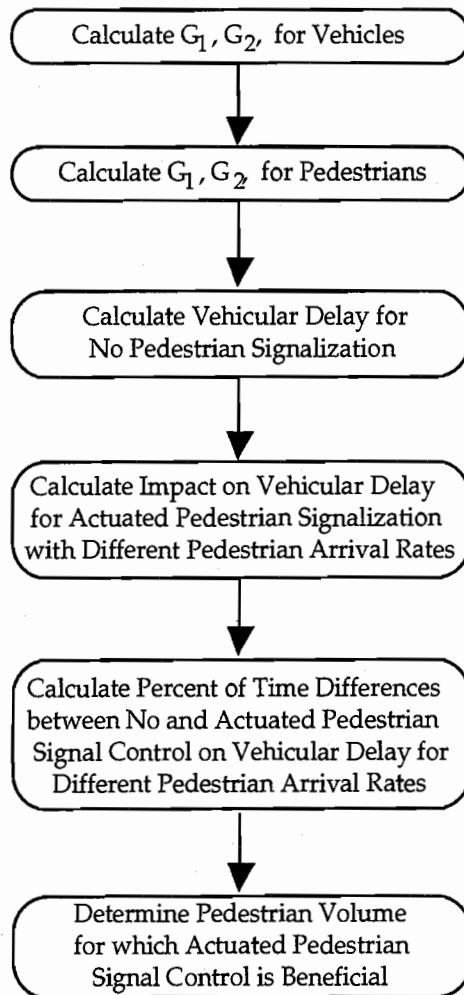 Calculate G₁, G₂, for Vehicles
Calculate G₁, G₂, for Pedestrians
Calculate Vehicular Delay for
No Pedestrian Signalization
Calculate Impact on Vehicular Delay
for Actuated Pedestrian Signalization
with Different Pedestrian Arrival Rates
Calculate Percent of Time Differences
between No and Actuated Pedestrian
Signal Control on Vehicular Delay for
Different Pedestrian Arrival Rates
Determine Pedestrian Volume
for which Actuated Pedestrian
Signal Control is Beneficial